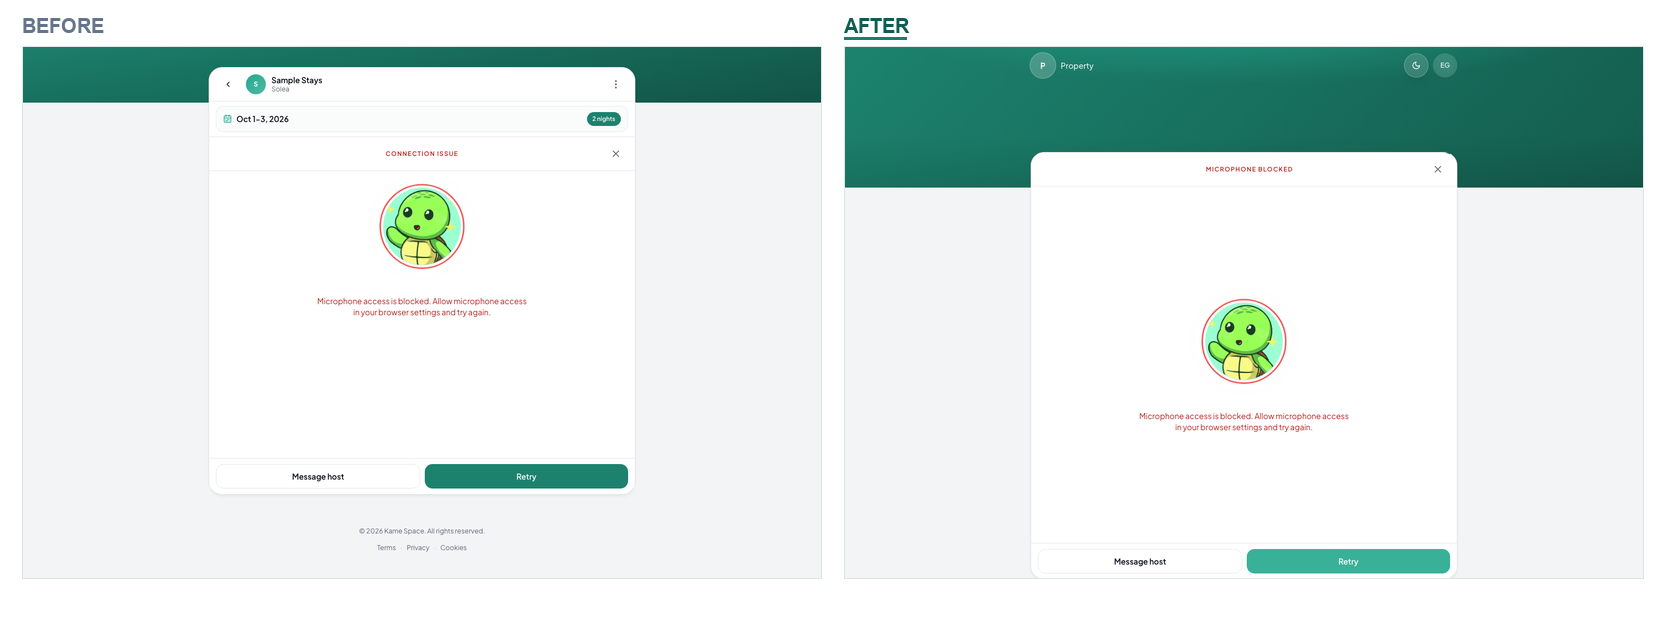 BEFORE
S
Sample Stays
Solea
Oct 1–3, 2026
2 nights
CONNECTION ISSUE
Microphone access is blocked. Allow microphone access
in your browser settings and try again.
Message host
Retry
© 2026 Kame Space. All rights reserved.
Terms · Privacy · Cookies
AFTER
P
Property
EG
MICROPHONE BLOCKED
Microphone access is blocked. Allow microphone access
in your browser settings and try again.
Message host
Retry